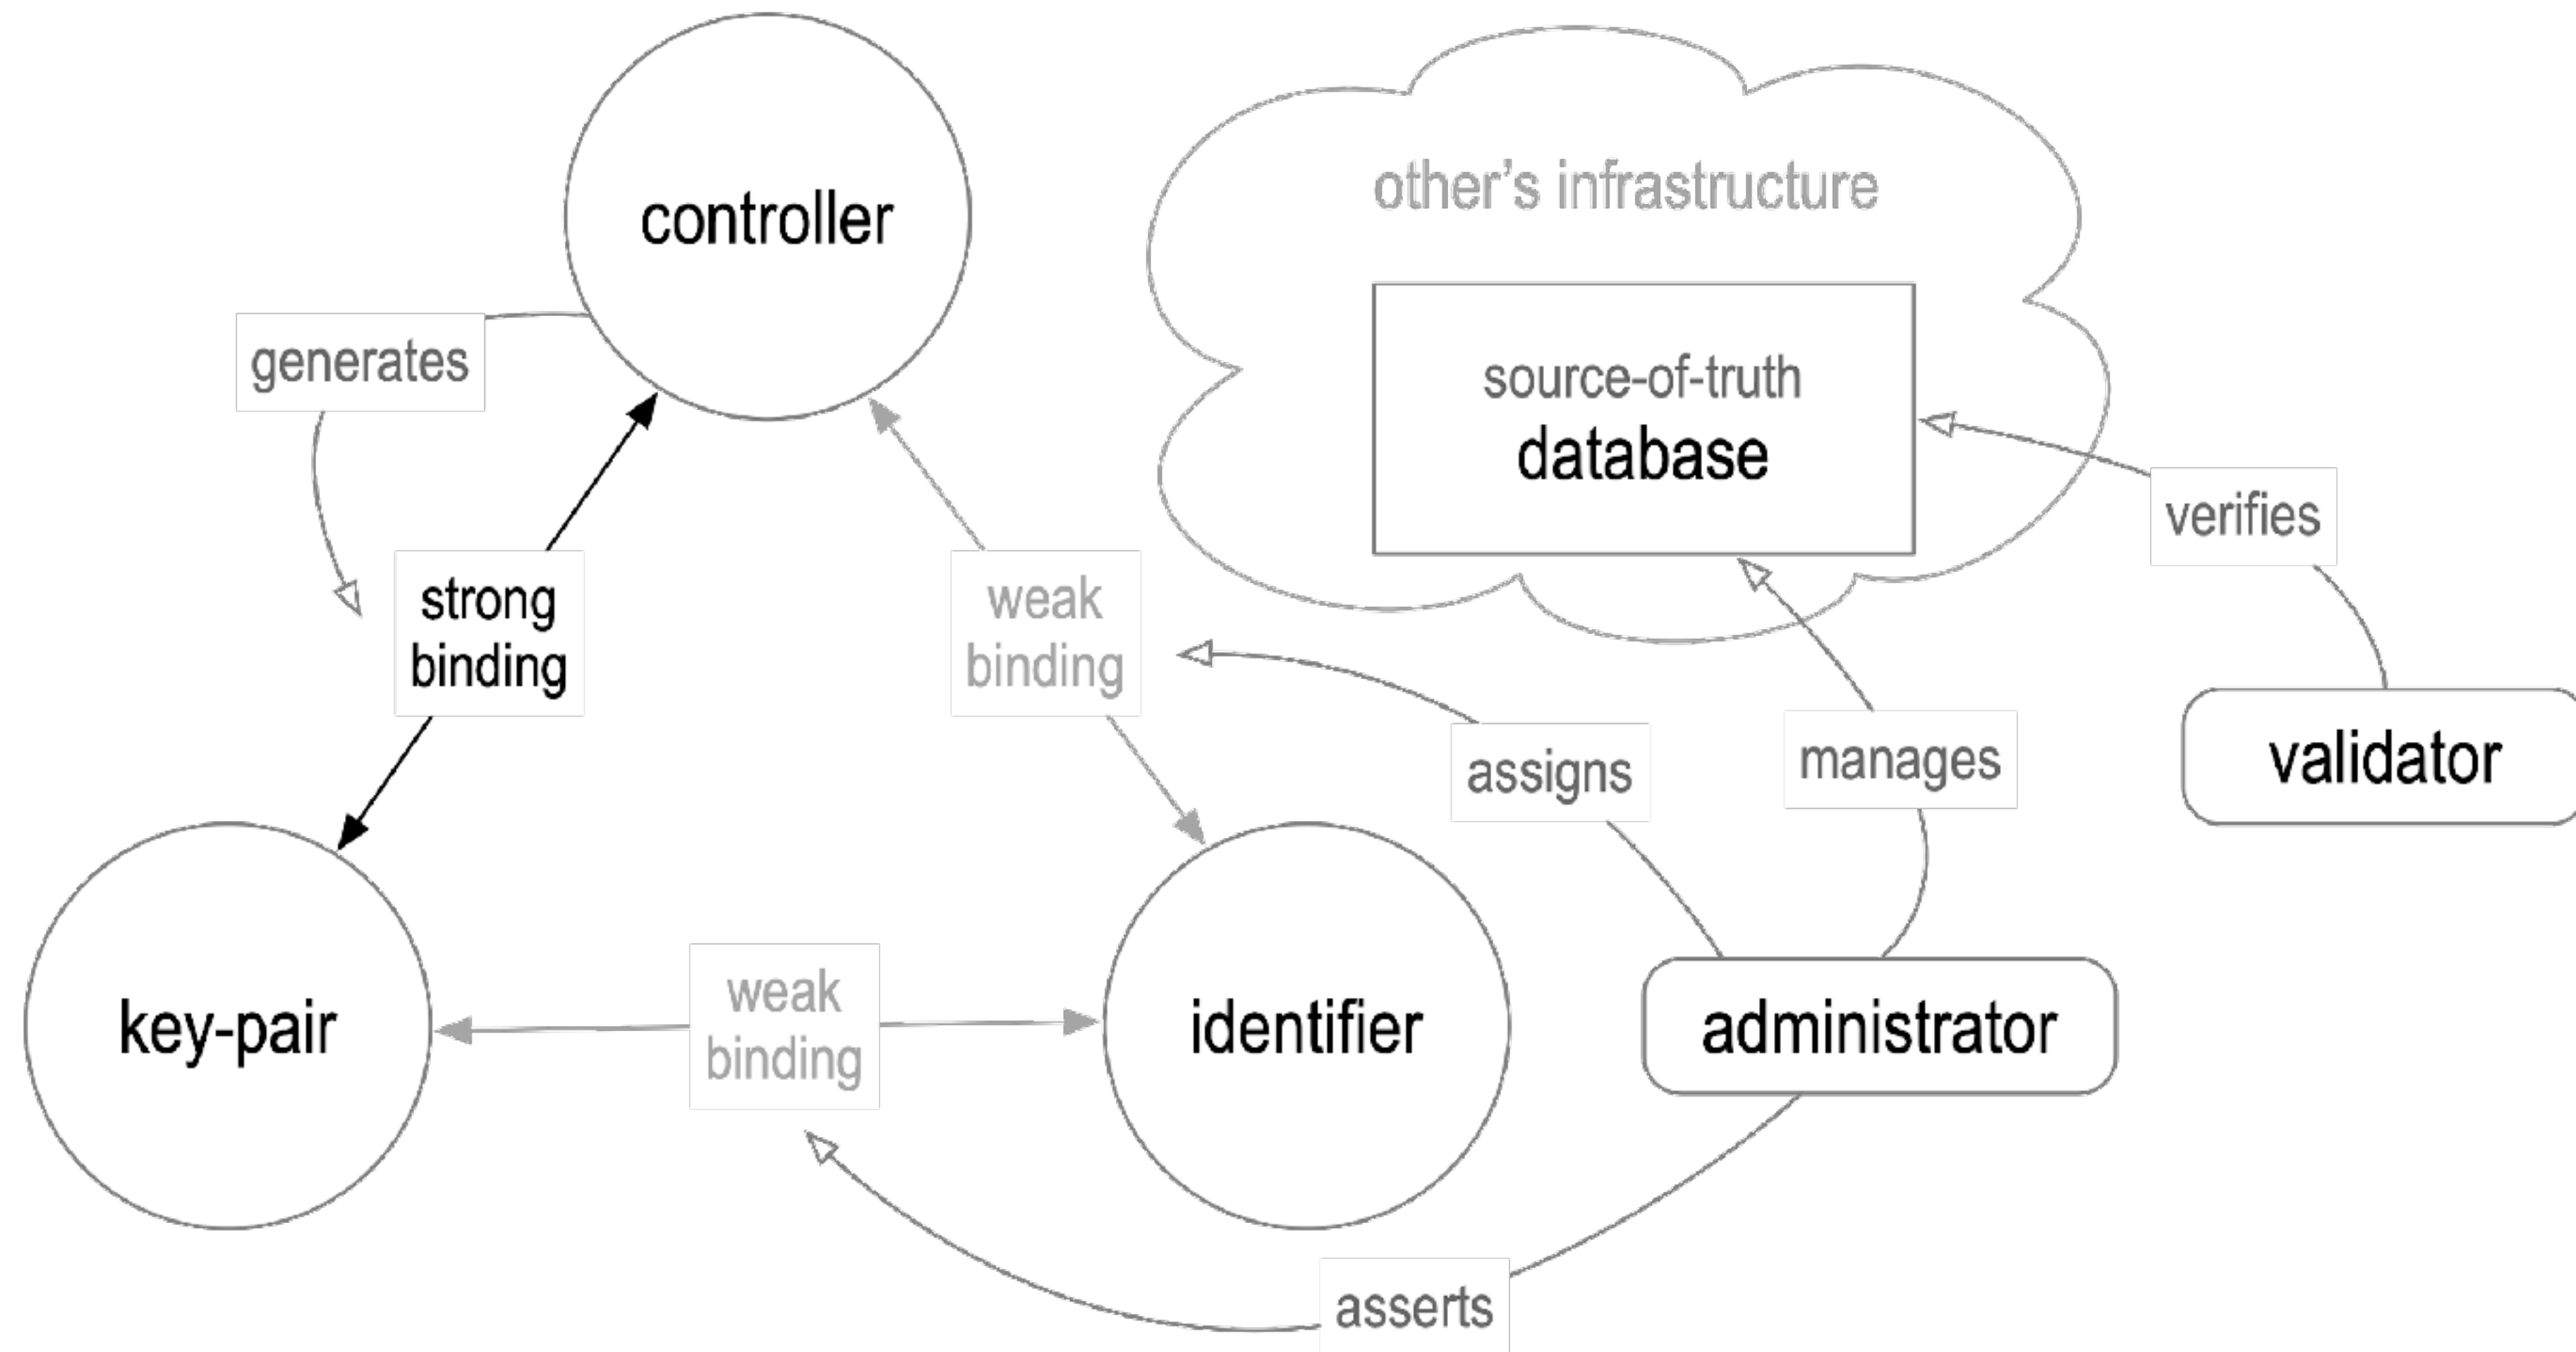 controller
other's infrastructure
generates
source-of-truth
database
verifies
strong
binding
weak
binding
assigns
manages
validator
key-pair
weak
binding
identifier
administrator
asserts